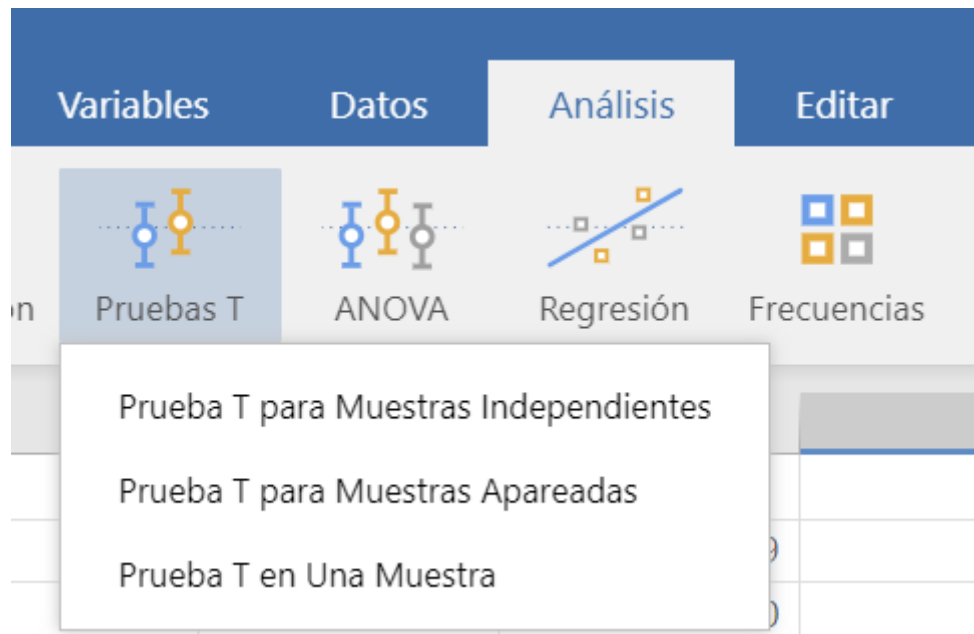 Variables Datos Análisis Editar
Pruebas T ANOVA Regresión Frecuencias
Prueba T para Muestras Independientes
Prueba T para Muestras Apareadas
Prueba T en Una Muestra